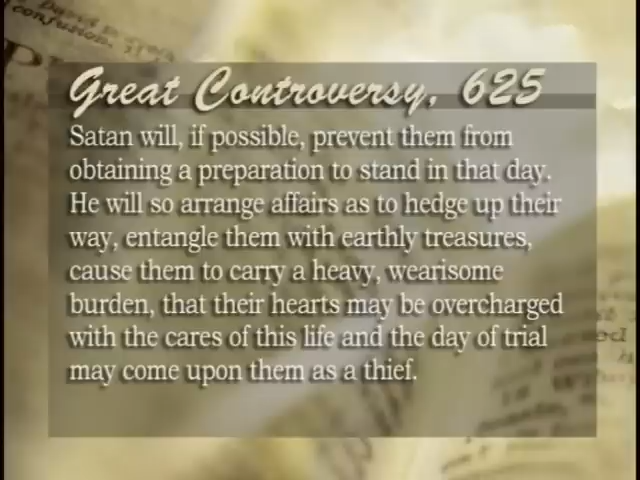 confusion.
Great Controversy, 625
Satan will, if possible, prevent them from
obtaining a preparation to stand in that day.
He will so arrange affairs as to hedge up their
way, entangle them with earthly treasures,
cause them to carry a heavy, wearisome
burden, that their hearts may be overcharged
with the cares of this life and the day of trial
may come upon them as a thief.